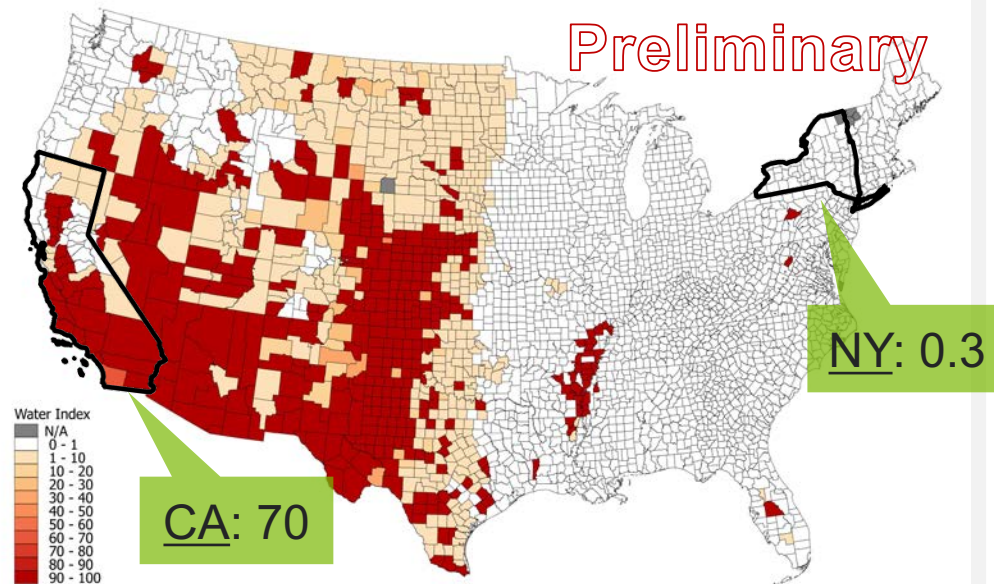 Preliminary
NY: 0.3
Water Index
N/A
0 - 1
1 - 10
10 - 20
20 - 30
30 - 40
40 - 50
50 - 60
60 - 70
70 - 80
80 - 90
90 - 100
CA: 70